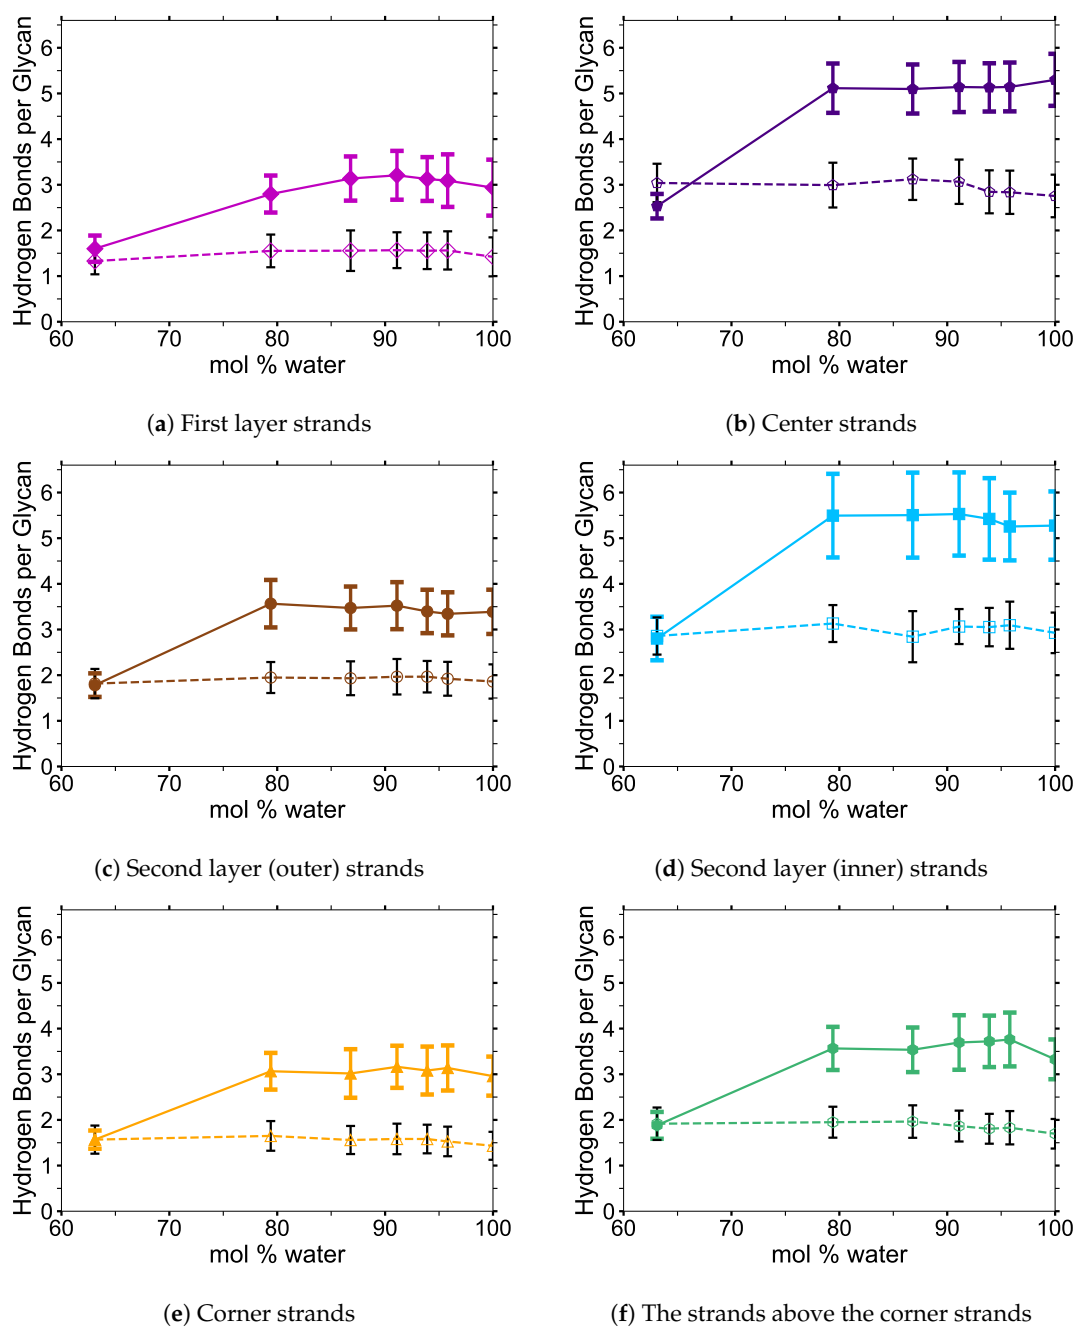 Hydrogen Bonds per Glycan
6
5
4
3
2
1
0
60 70 80 90 100
mol % water
(a) First layer strands
Hydrogen Bonds per Glycan
6
5
4
3
2
1
0
60 70 80 90 100
mol % water
(b) Center strands
Hydrogen Bonds per Glycan
6
5
4
3
2
1
0
60 70 80 90 100
mol % water
(c) Second layer (outer) strands
Hydrogen Bonds per Glycan
6
5
4
3
2
1
0
60 70 80 90 100
mol % water
(d) Second layer (inner) strands
Hydrogen Bonds per Glycan
6
5
4
3
2
1
0
60 70 80 90 100
mol % water
(e) Corner strands
Hydrogen Bonds per Glycan
6
5
4
3
2
1
0
60 70 80 90 100
mol % water
(f) The strands above the corner strands